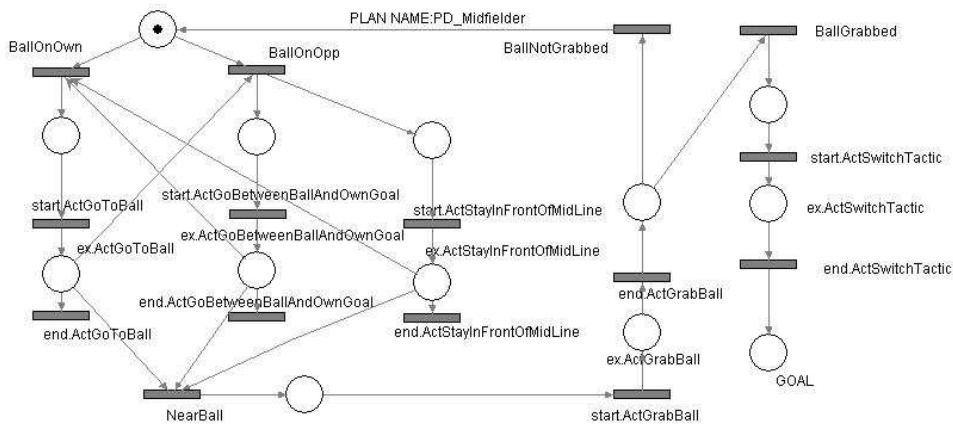 PLAN NAME:PD_Midfielder
BallOnOwn
BallOnOpp
BallNotGrabbed
BallGrabbed
start.ActSwitchTactic
start.ActGoBetweenBallAndOwnGoal
start.ActGoToBall
start.ActStayInFrontOfMidLine
ex.ActSwitchTactic
ex.ActGoToBall
ex.ActGoBetweenBallAndOwnGoal
ex.ActStayInFrontOfMidLine
end.ActSwitchTactic
end.ActGrabBall
end.ActGoBetweenBallAndOwnGoal
end.ActGoToBall
end.ActStayInFrontOfMidLine
ex.ActGrabBall
GOAL
NearBall
start.ActGrabBall